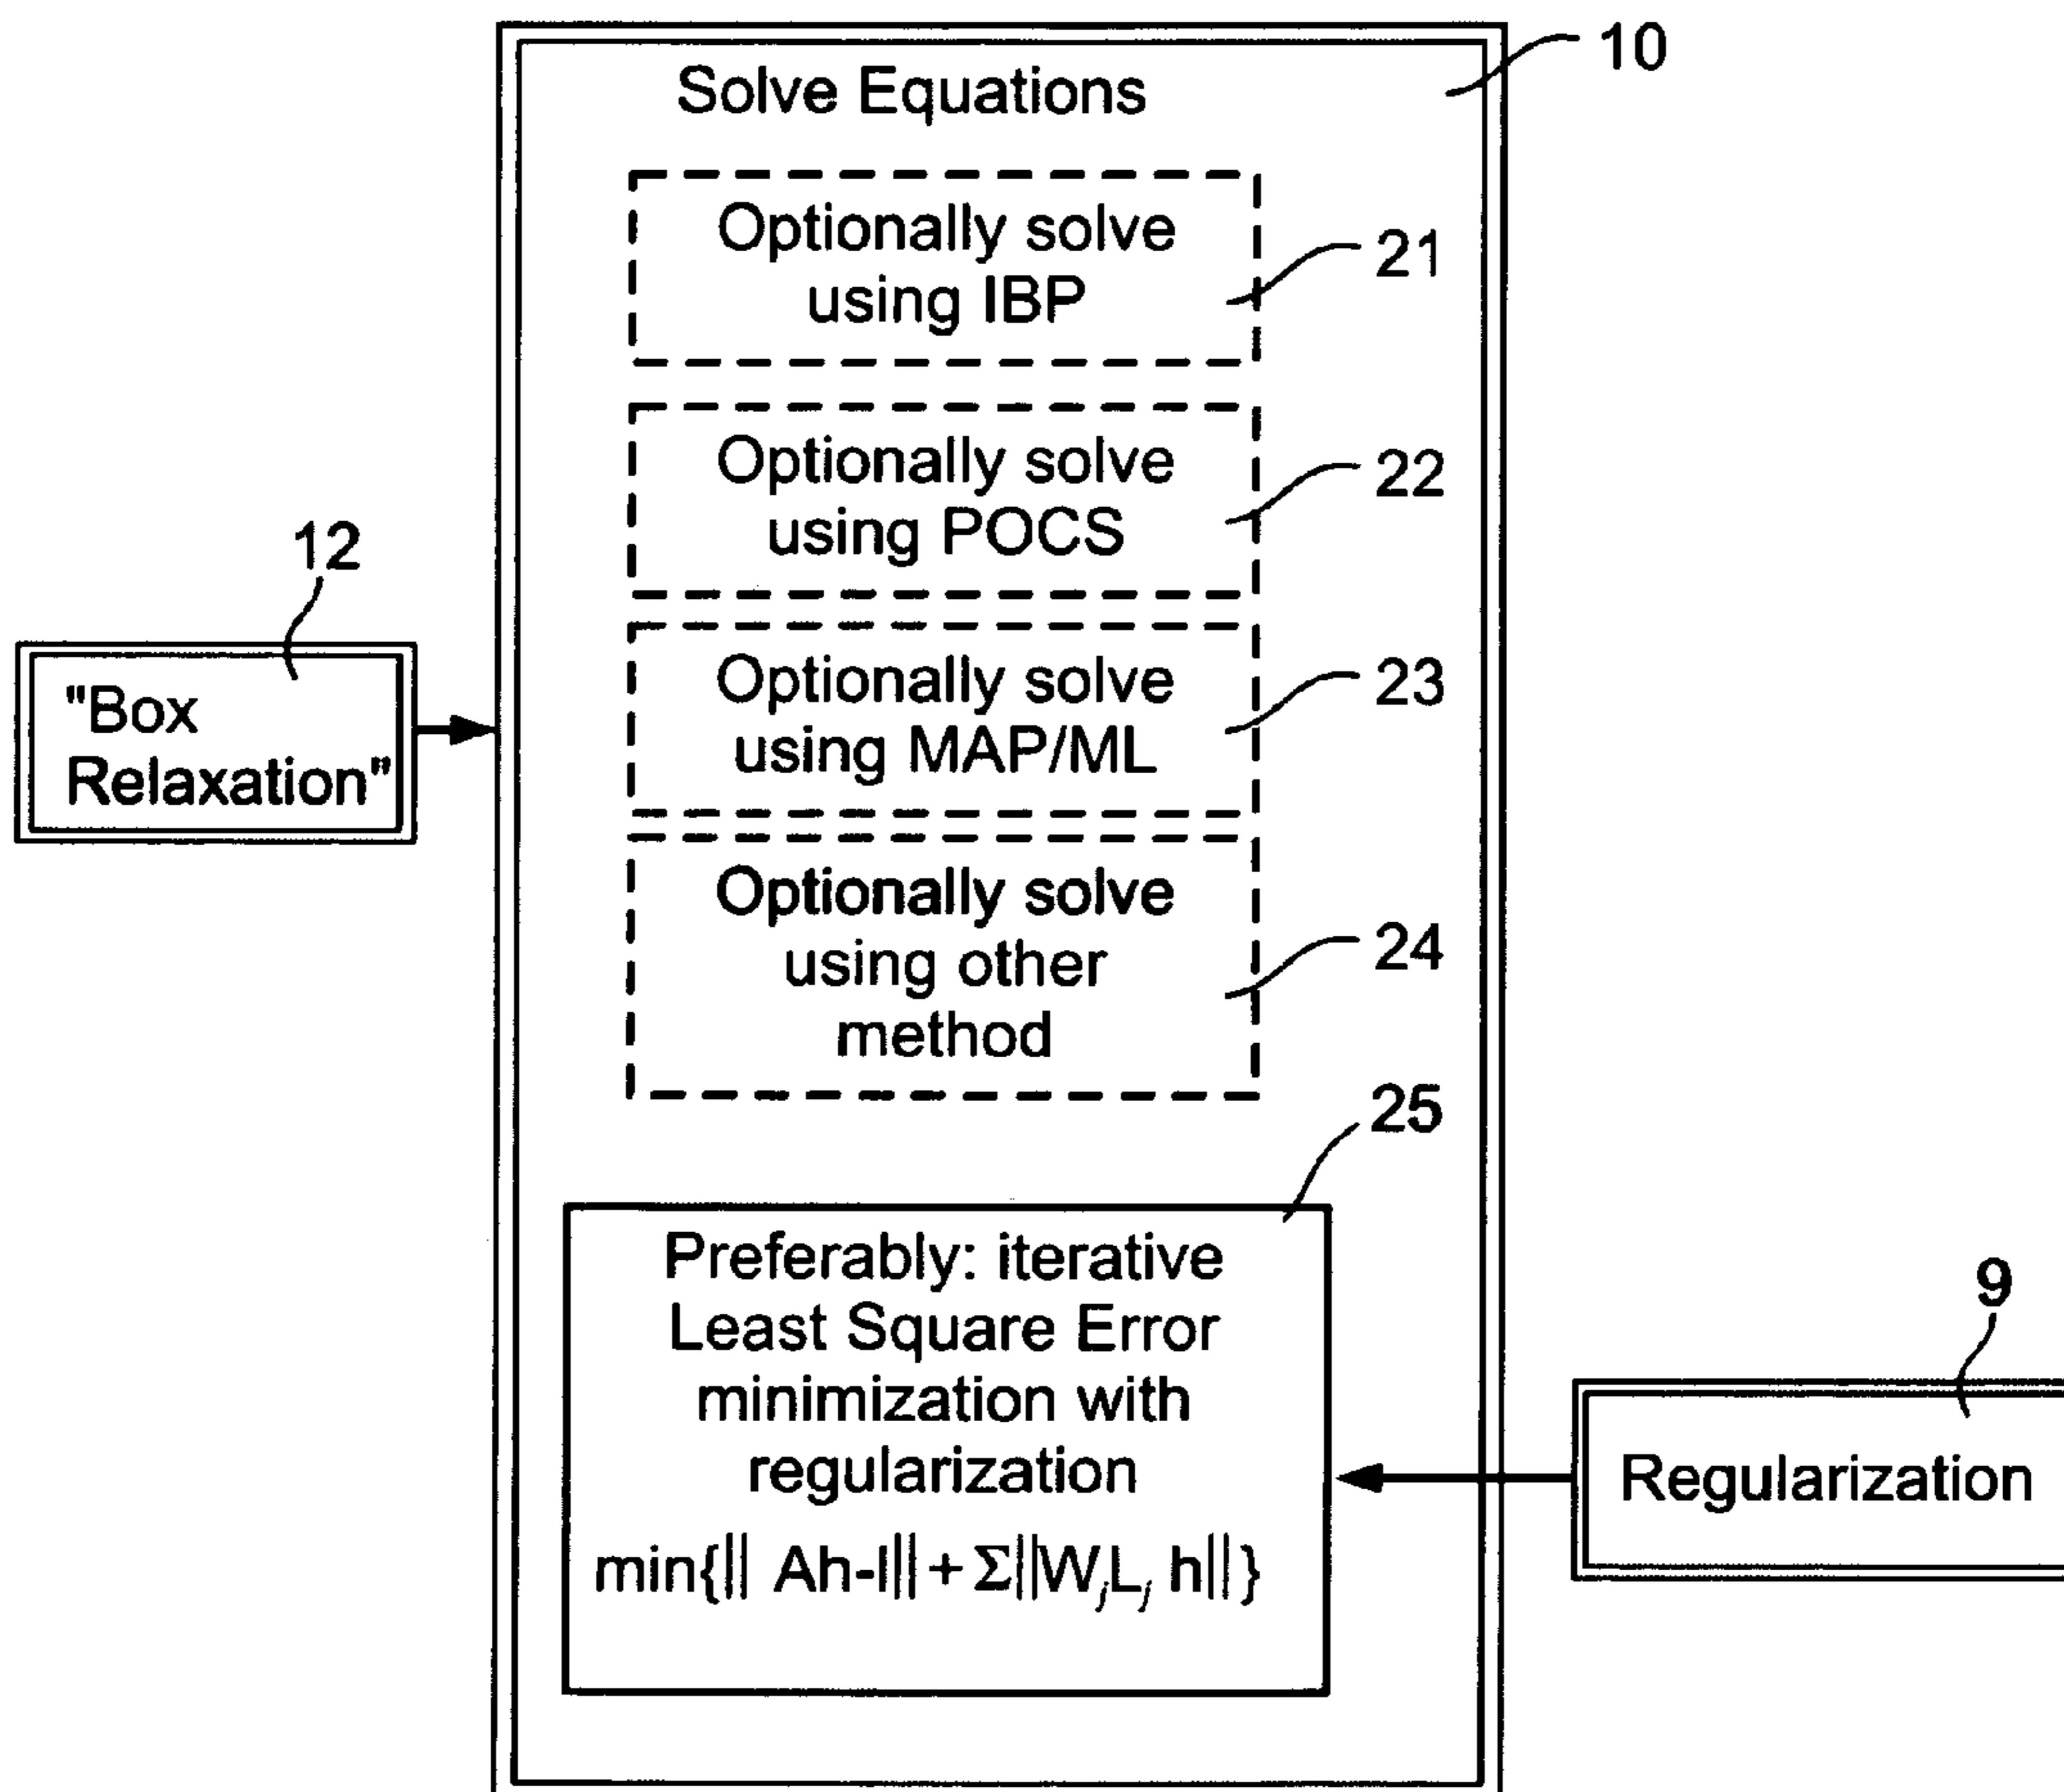 10
Solve Equations
Optionally solve
using IBP
21
Optionally solve
using POCS
22
12
"Box
Relaxation"
Optionally solve
using MAP/ML
23
Optionally solve
using other
method
24
25
Preferably: iterative
Least Square Error
minimization with
regularization
min{|| Ah-l|| + Σ||WⱼLⱼ h||}
9
Regularization